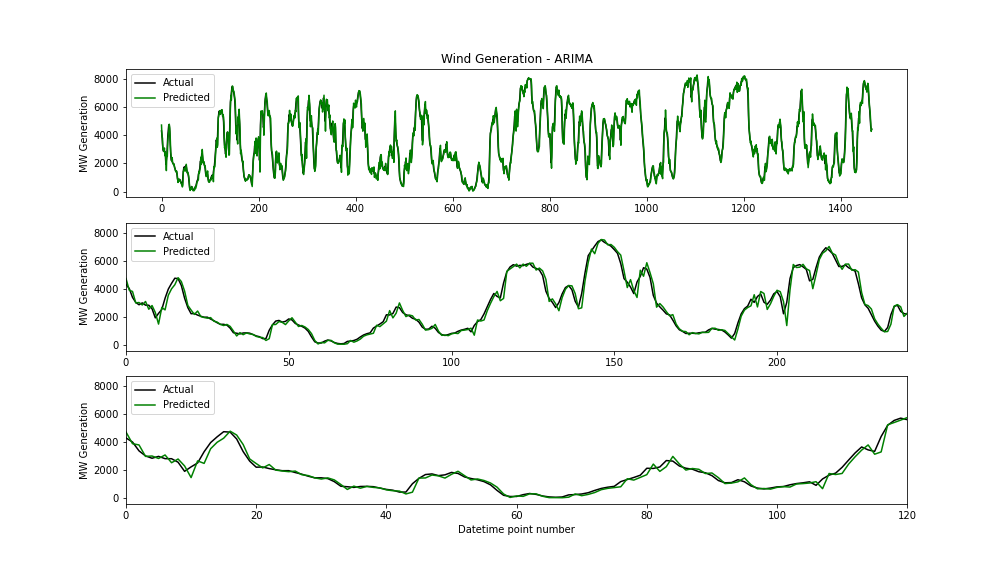 Wind Generation - ARIMA
MW Generation
8000
6000
4000
2000
0
Actual
Predicted
0 200 400 600 800 1000 1200 1400
MW Generation
8000
6000
4000
2000
0
Actual
Predicted
0 50 100 150 200
MW Generation
8000
6000
4000
2000
0
Actual
Predicted
0 20 40 60 80 100 120
Datetime point number